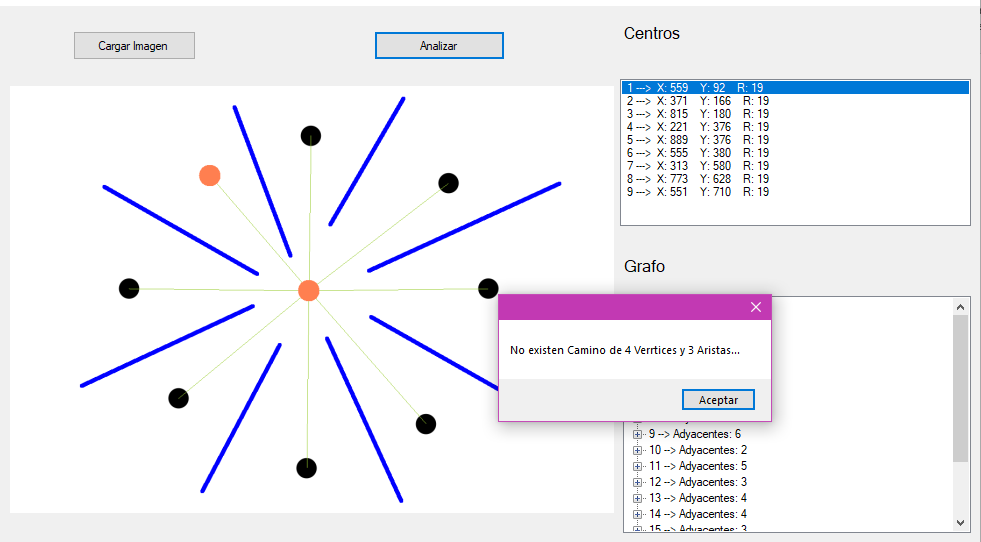 Cargar Imagen
Analizar
Centros
1 ---> X: 559 Y: 92 R: 19
2 ---> X: 371 Y: 166 R: 19
3 ---> X: 815 Y: 180 R: 19
4 ---> X: 221 Y: 376 R: 19
5 ---> X: 889 Y: 376 R: 19
6 ---> X: 555 Y: 380 R: 19
7 ---> X: 313 Y: 580 R: 19
8 ---> X: 773 Y: 628 R: 19
9 ---> X: 551 Y: 710 R: 19
Grafo
No existen Camino de 4 Verrtices y 3 Aristas...
Aceptar
9 --> Adyacentes: 6
10 --> Adyacentes: 2
11 --> Adyacentes: 5
12 --> Adyacentes: 3
13 --> Adyacentes: 4
14 --> Adyacentes: 4
15 --> Adyacentes: 3